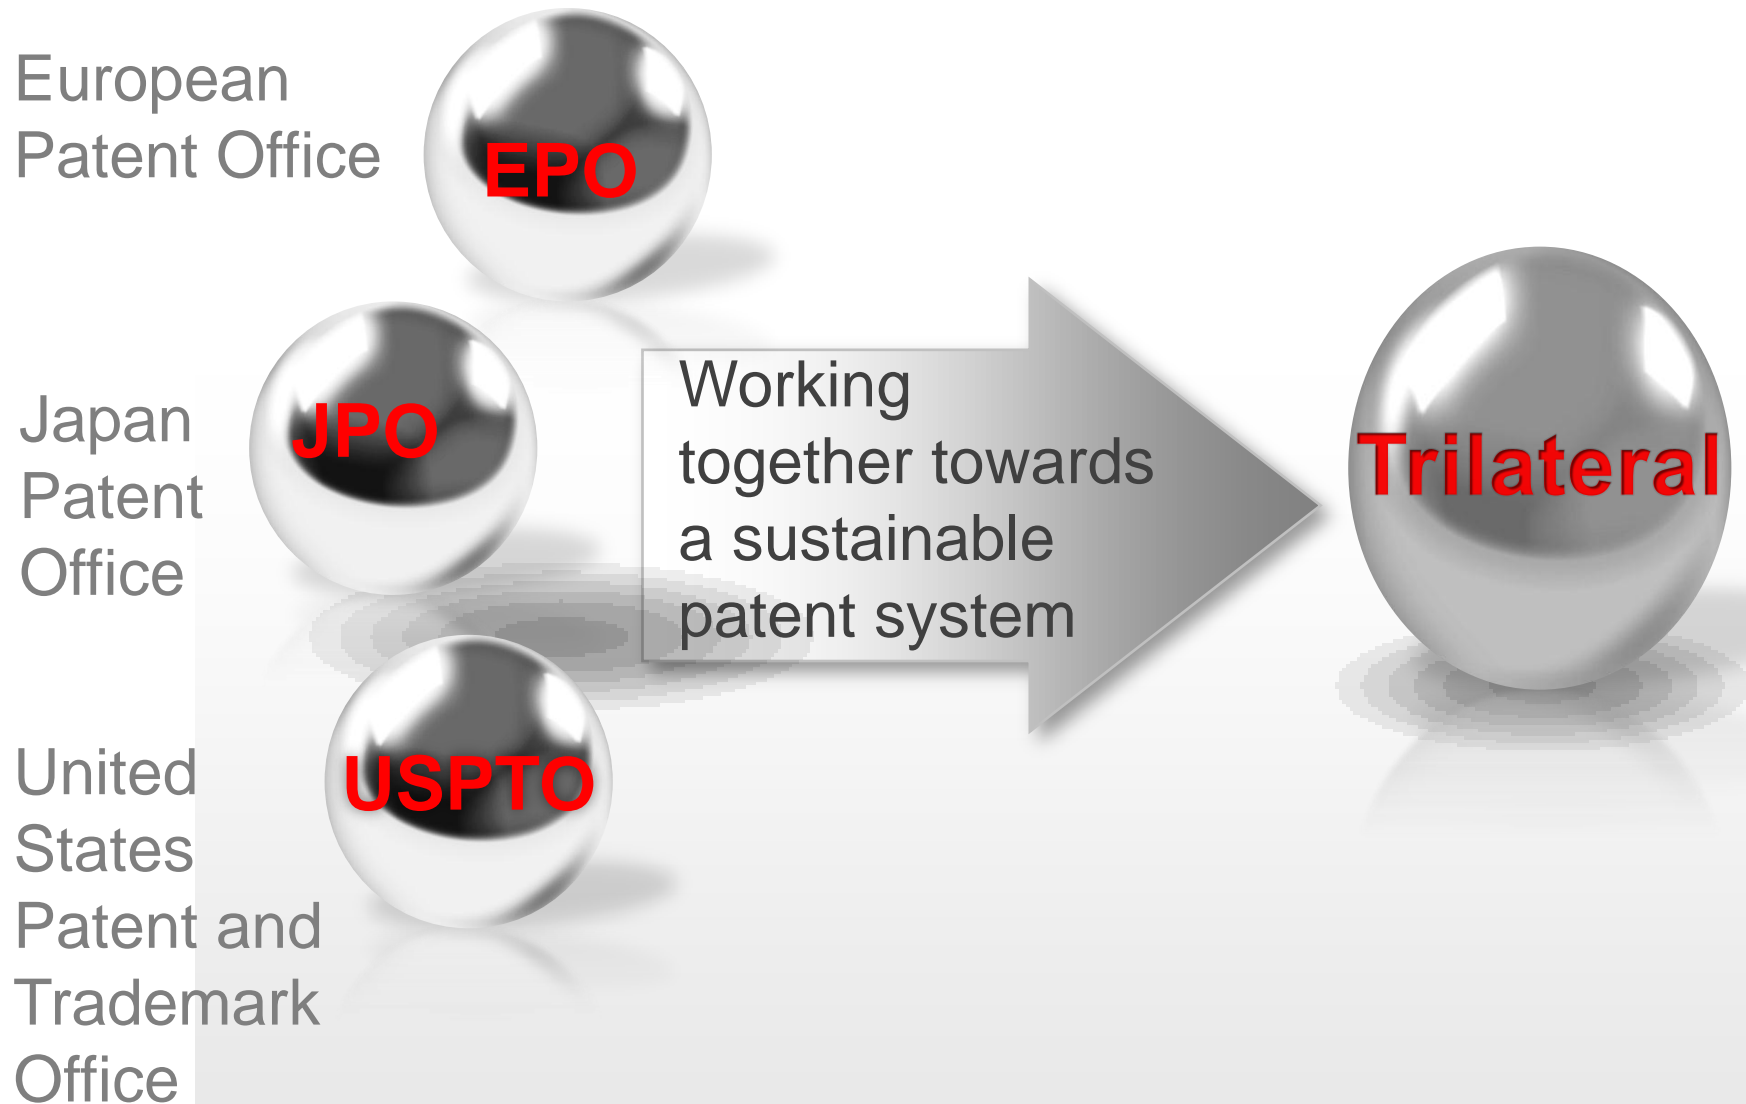 European
Patent Office
EPO
Japan
Patent
Office
JPO
Working
together towards
a sustainable
patent system
Trilateral
United
States
Patent and
Trademark
Office
USPTO